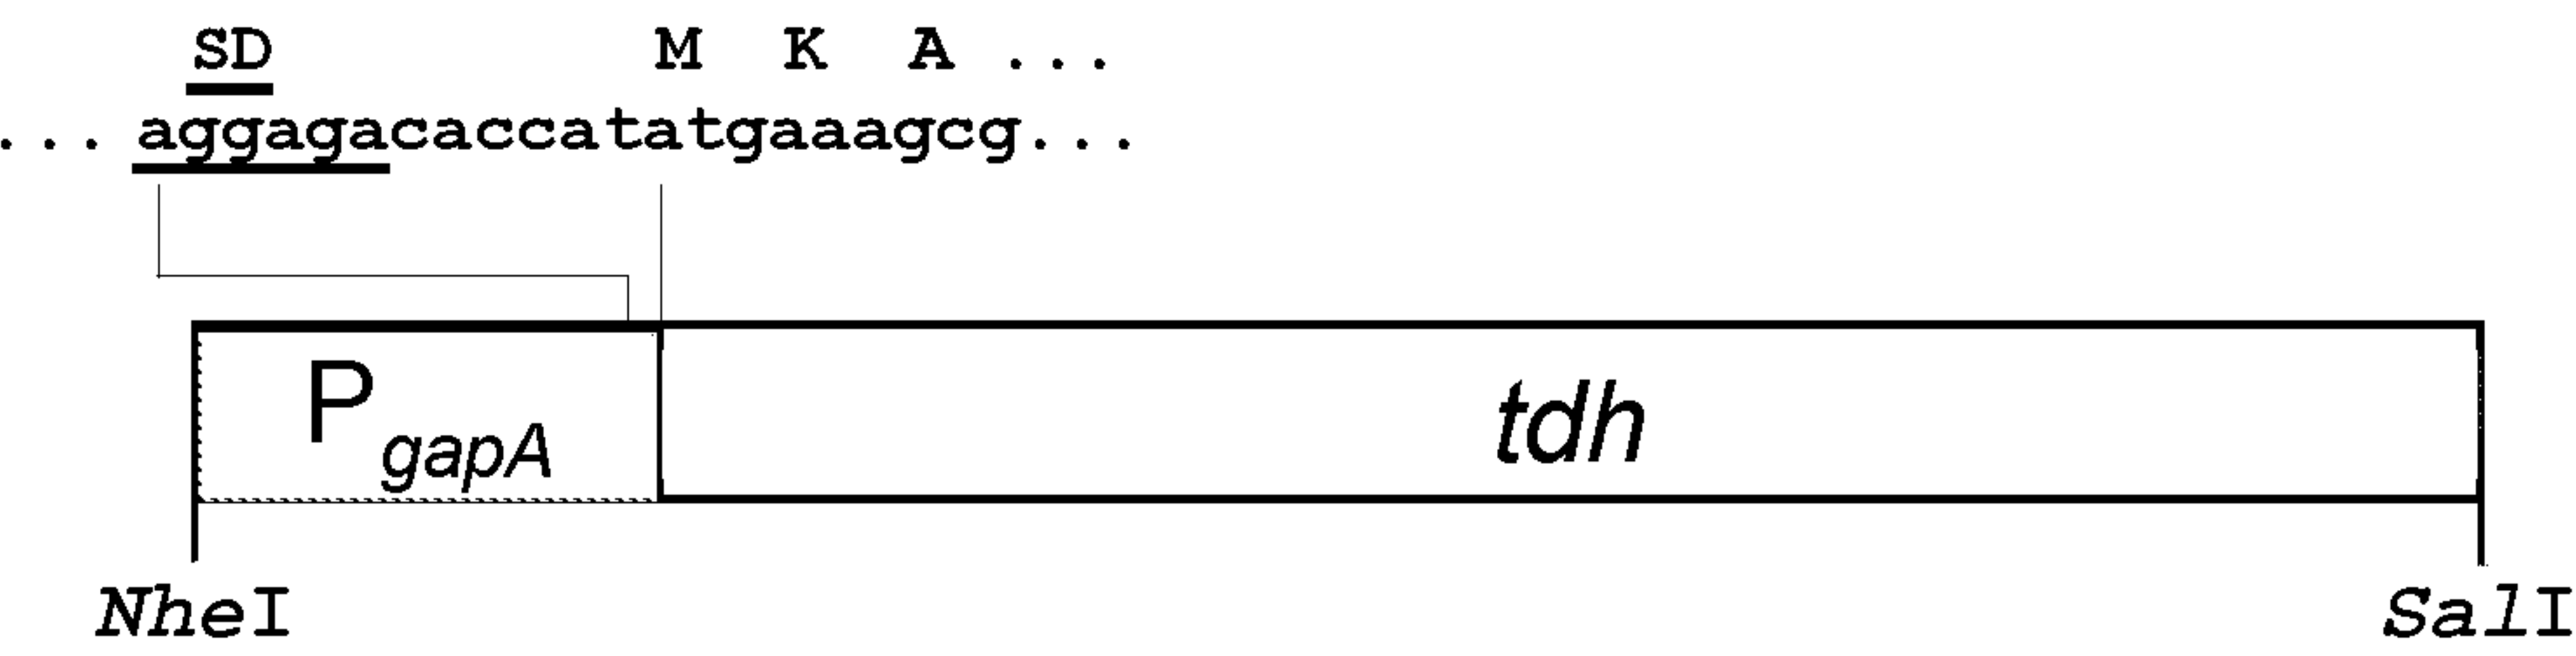 SD M K A ...
... aggagacaccatatgaaagcg...
PgapA tdh
NheI SalI